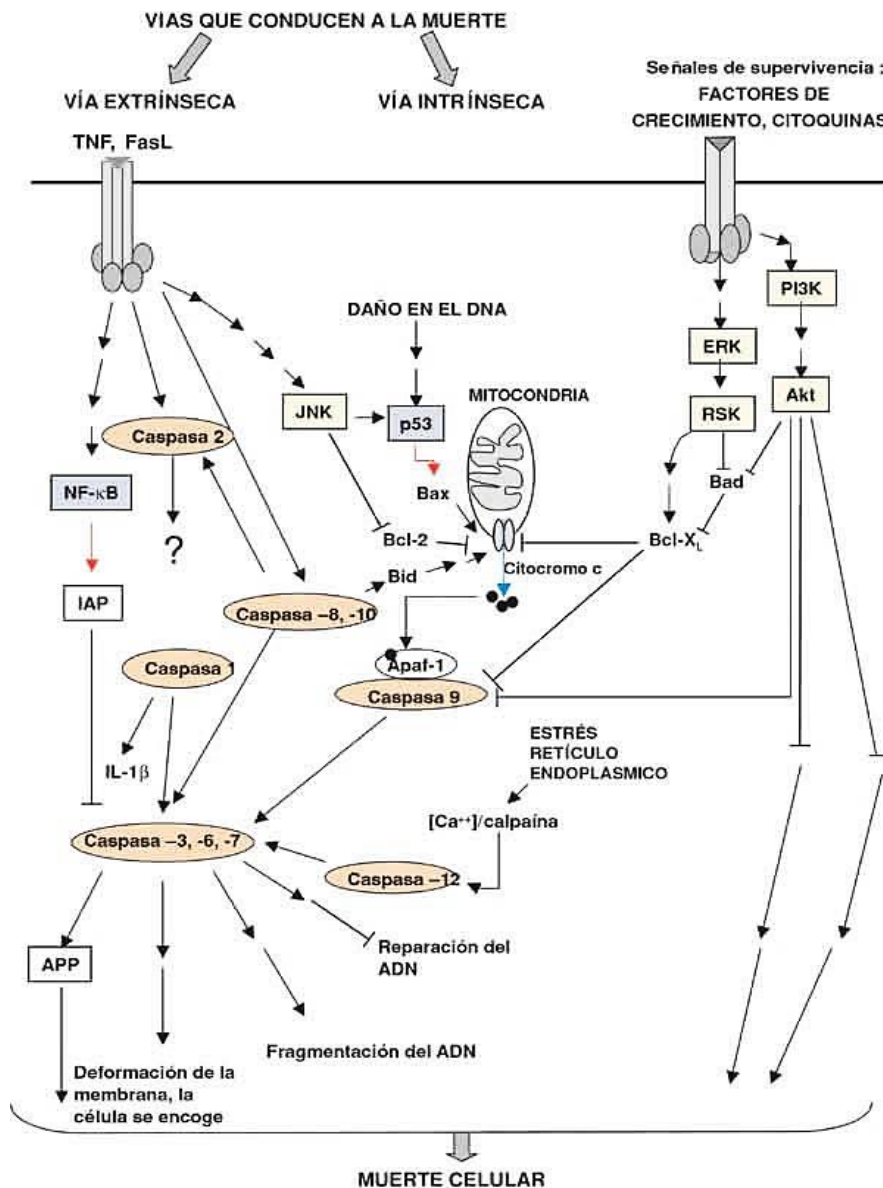 VIAS QUE CONDUCEN A LA MUERTE
VÍA EXTRÍNSECA
VÍA INTRÍNSECA
Señales de supervivencia :
FACTORES DE
CRECIMIENTO, CITOQUINAS
TNF, FasL
DAÑO EN EL DNA
PI3K
ERK
Akt
MITOCONDRIA
JNK
p53
RSK
Caspasa 2
Bad
NF-κB
Bax
?
Bcl-2
Bcl-XL
Bid
Citocromo c
IAP
Caspasa –8, -10
Apaf-1
Caspasa 1
Caspasa 9
IL-1β
ESTRÉS
RETÍCULO
ENDOPLASMICO
[Ca++]/calpaína
Caspasa –3, -6, -7
Caspasa –12
Reparación del
ADN
APP
Fragmentación del ADN
Deformación de la
membrana, la
célula se encoge
MUERTE CELULAR